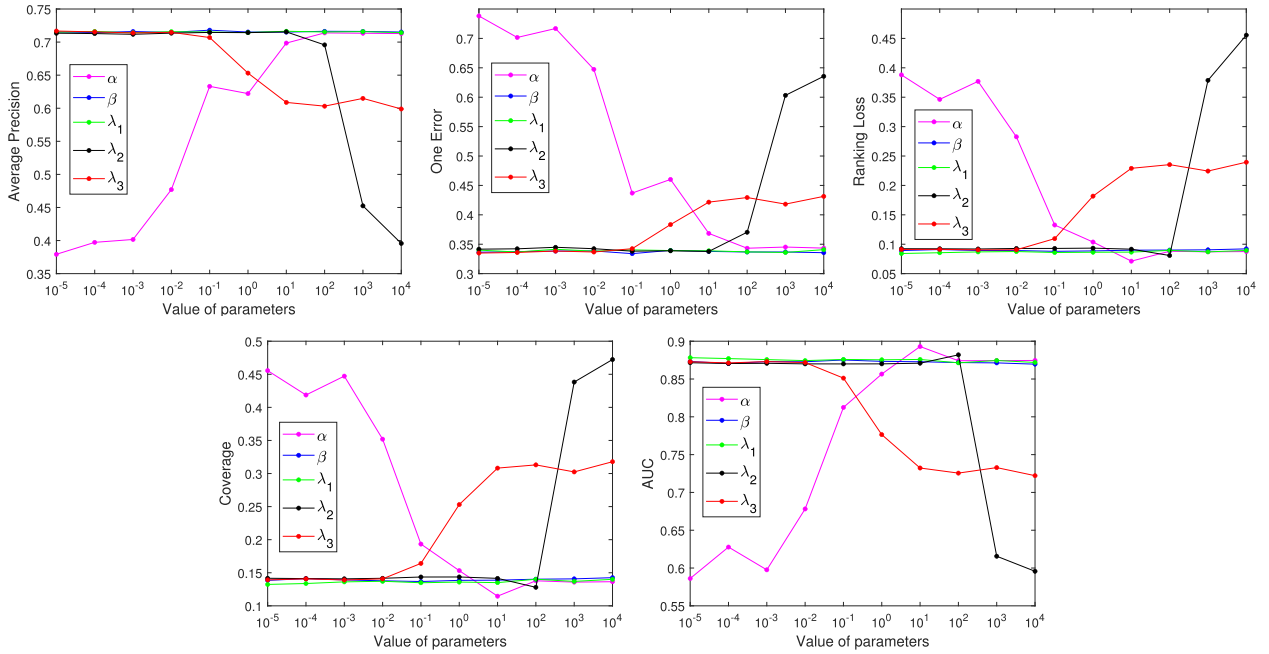 Average Precision
0.75
0.7
0.65
0.6
0.55
0.5
0.45
0.4
0.35
α
β
λ1
λ2
λ3
10^-5 10^-4 10^-3 10^-2 10^-1 10^0 10^1 10^2 10^3 10^4
Value of parameters
One Error
0.7
0.6
0.55
0.5
0.45
0.4
0.35
0.3
α
β
λ1
λ2
λ3
10^-5 10^-4 10^-3 10^-2 10^-1 10^0 10^1 10^2 10^3 10^4
Value of parameters
Ranking Loss
0.45
0.4
0.35
0.3
0.25
0.2
0.15
0.1
0.05
α
β
λ1
λ2
λ3
10^-5 10^-4 10^-3 10^-2 10^-1 10^0 10^1 10^2 10^3 10^4
Value of parameters
Coverage
0.5
0.45
0.4
0.35
0.3
0.25
0.2
0.15
0.1
α
β
λ1
λ2
λ3
10^-5 10^-4 10^-3 10^-2 10^-1 10^0 10^1 10^2 10^3 10^4
Value of parameters
AUC
0.9
0.85
0.8
0.75
0.7
0.65
0.6
0.55
α
β
λ1
λ2
λ3
10^-5 10^-4 10^-3 10^-2 10^-1 10^0 10^1 10^2 10^3 10^4
Value of parameters